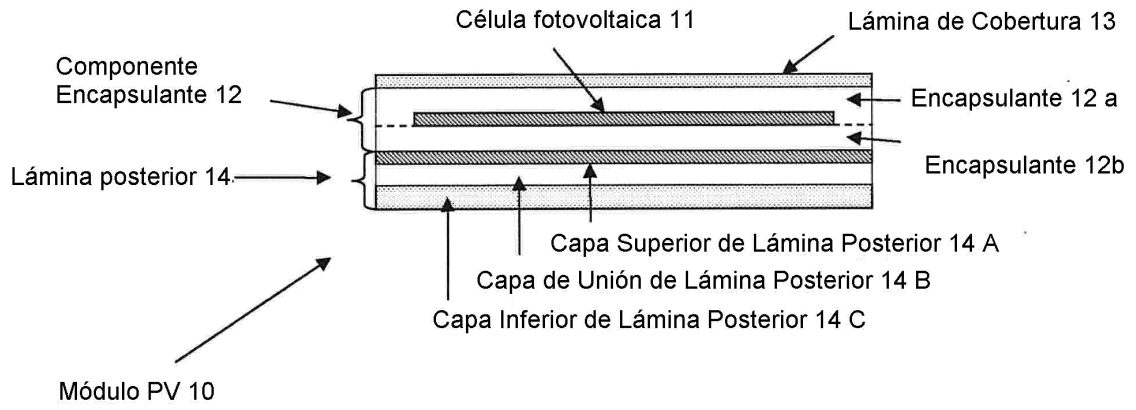 Célula fotovoltaica 11
Lámina de Cobertura 13
Componente
Encapsulante 12
Encapsulante 12 a
Encapsulante 12b
Lámina posterior 14
Capa Superior de Lámina Posterior 14 A
Capa de Unión de Lámina Posterior 14 B
Capa Inferior de Lámina Posterior 14 C
Módulo PV 10